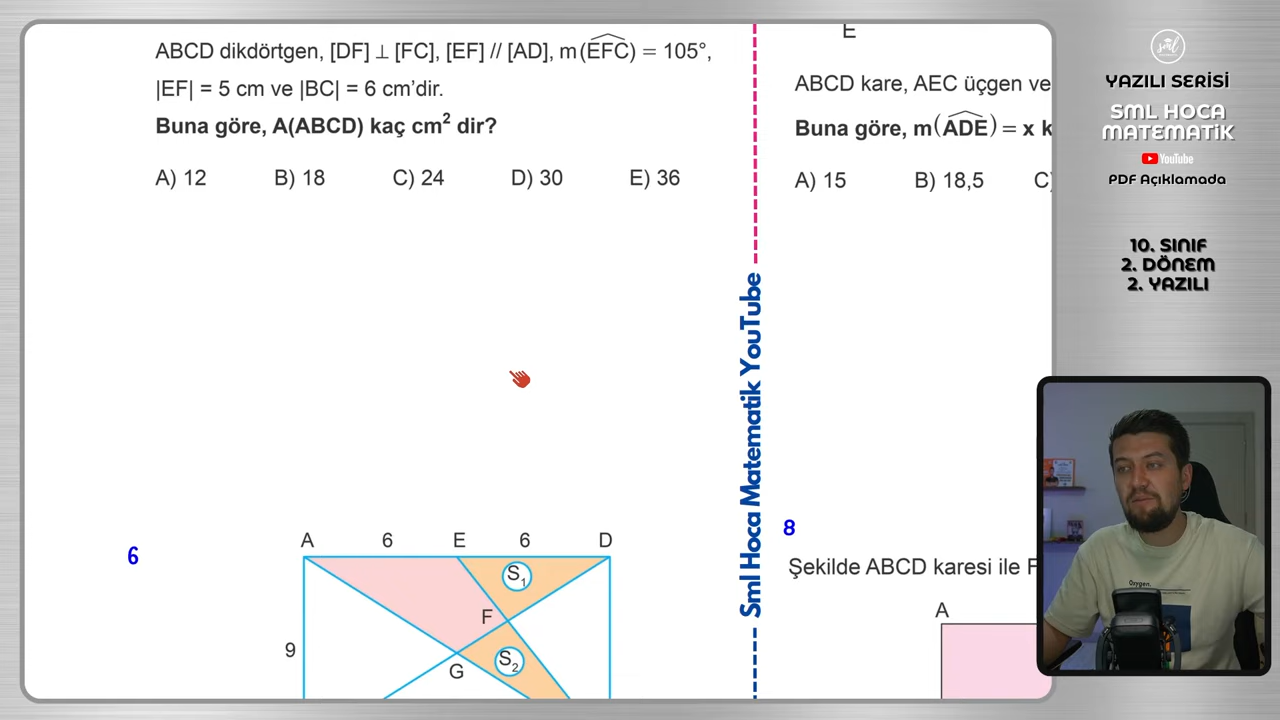 ABCD dikdörtgen, [DF] ⊥ [FC], [EF] // [AD], m(EFC) = 105°,
|EF| = 5 cm ve |BC| = 6 cm'dir.
Buna göre, A(ABCD) kaç cm² dir?
A) 12 B) 18 C) 24 D) 30 E) 36
6
A 6 E 6 D
S₁
F
9
S₂
G
Sml Hoca Matematik YouTube
E
ABCD kare, AEC üçgen ve
Buna göre, m(ADE) = x k
A) 15 B) 18,5 C)
8
Şekilde ABCD karesi ile F
A
sml
YAZILI SERİSİ
SML HOCA
MATEMATİK
YouTube
PDF Açıklamada
10. SINIF
2. DÖNEM
2. YAZILI
Oxygen.